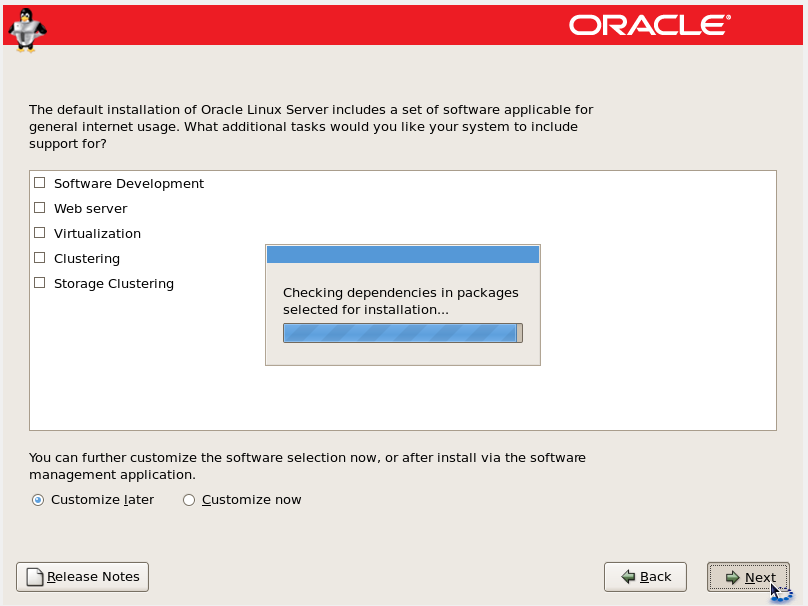 ORACLE®
The default installation of Oracle Linux Server includes a set of software applicable for
general internet usage. What additional tasks would you like your system to include
support for?
Software Development
Web server
Virtualization
Clustering
Storage Clustering
Checking dependencies in packages
selected for installation...
You can further customize the software selection now, or after install via the software
management application.
Customize later
Customize now
Release Notes
Back
Next